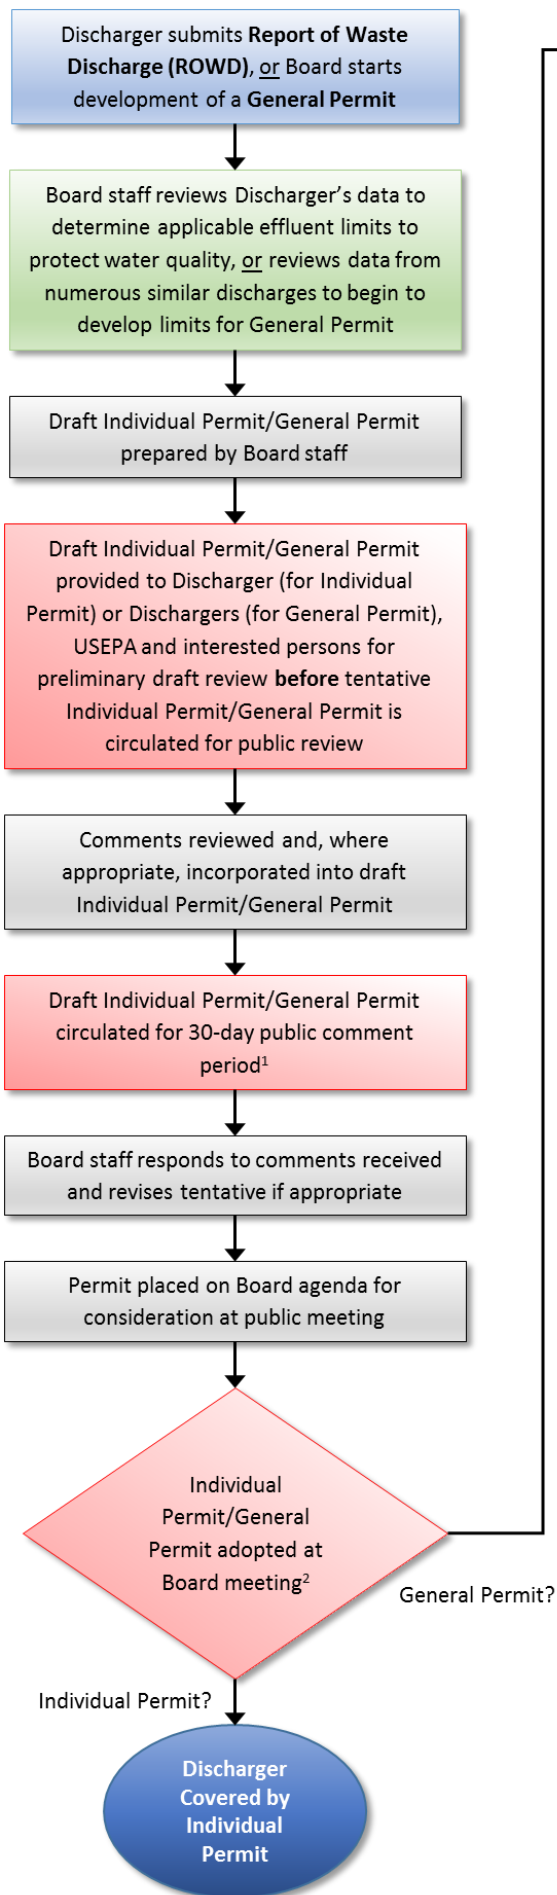 Discharger submits Report of Waste
Discharge (ROWD), or Board starts
development of a General Permit
Board staff reviews Discharger's data to
determine applicable effluent limits to
protect water quality, or reviews data from
numerous similar discharges to begin to
develop limits for General Permit
Draft Individual Permit/General Permit
prepared by Board staff
Draft Individual Permit/General Permit
provided to Discharger (for Individual
Permit) or Dischargers (for General Permit),
USEPA and interested persons for
preliminary draft review before tentative
Individual Permit/General Permit is
circulated for public review
Comments reviewed and, where
appropriate, incorporated into draft
Individual Permit/General Permit
Draft Individual Permit/General Permit
circulated for 30-day public comment
period¹
Board staff responds to comments received
and revises tentative if appropriate
Permit placed on Board agenda for
consideration at public meeting
Individual
Permit/General
Permit adopted at
Board meeting²
General Permit?
Individual Permit?
Discharger
Covered by
Individual
Permit